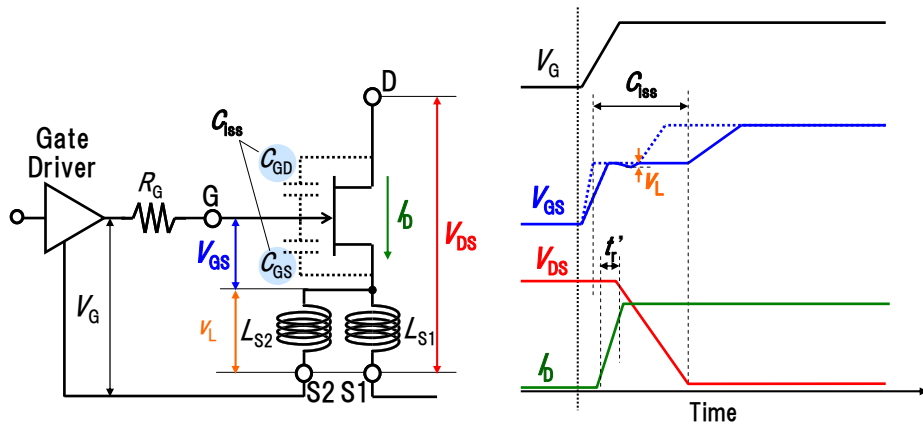 D
C_iss
Gate
Driver
C_GD
R_G
G
I_D
V_DS
V_GS
C_GS
V_G
v_L
L_S2
L_S1
S2
S1
V_G
C_iss
V_L
V_GS
V_DS
t_r'
I_D
Time